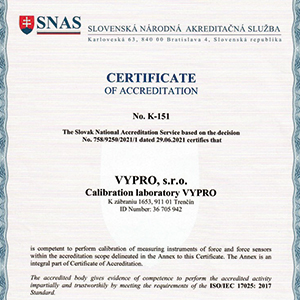 SNAS
SLOVENSKÁ NÁRODNÁ AKREDITAČNÁ SLUŽBA
Karloveská 63, 840 00 Bratislava 4, Slovenská republika
CERTIFICATE
OF ACCREDITATION
No. K-151
The Slovak National Accreditation Service based on the decision
No. 758/9250/2021/1 dated 29.06.2021 certifies that
VYPRO, s.r.o.
Calibration laboratory VYPRO
K zábraniu 1653, 911 01 Trenčín
ID Number: 36 705 942
is competent to perform calibration of measuring instruments of force and force sensors
within the accreditation scope delineated in the Annex to this Certificate. The Annex is an
integral part of Certificate of Accreditation.
The accredited body gives evidence of competence to perform the accredited activity
impartially and trustworthily by meeting the requirements of the ISO/IEC 17025: 2017
Standard.